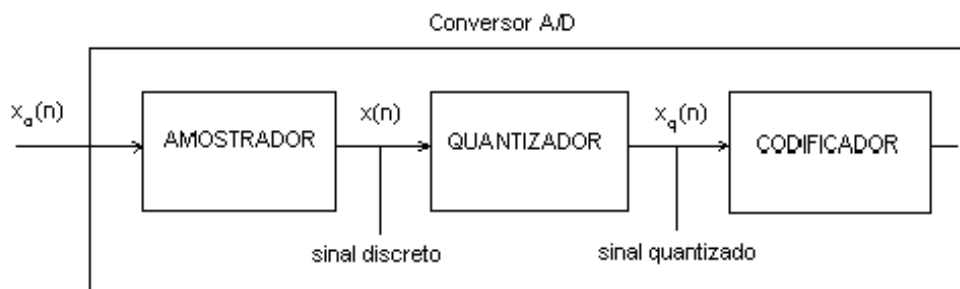 Conversor A/D
xa(n)
AMOSTRADOR
x(n)
QUANTIZADOR
xq(n)
CODIFICADOR
sinal discreto
sinal quantizado